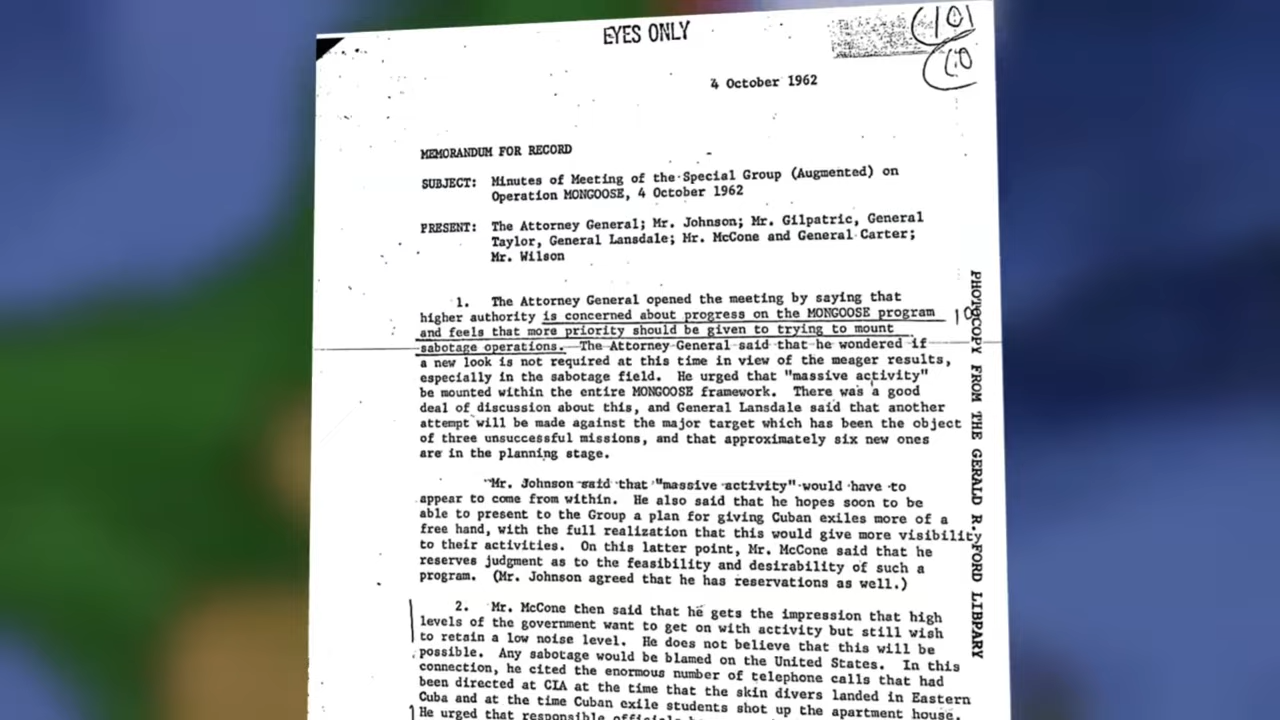 EYES ONLY
101
10
4 October 1962
MEMORANDUM FOR RECORD
SUBJECT: Minutes of Meeting of the Special Group (Augmented) on
Operation MONGOOSE, 4 October 1962
PRESENT: The Attorney General; Mr. Johnson; Mr. Gilpatric, General
Taylor, General Lansdale; Mr. McCone and General Carter;
Mr. Wilson
1. The Attorney General opened the meeting by saying that
higher authority is concerned about progress on the MONGOOSE program
and feels that more priority should be given to trying to mount
sabotage operations. The Attorney General said that he wondered if
a new look is not required at this time in view of the meager results,
especially in the sabotage field. He urged that "massive activity"
be mounted within the entire MONGOOSE framework. There was a good
deal of discussion about this, and General Lansdale said that another
attempt will be made against the major target which has been the object
of three unsuccessful missions, and that approximately six new ones
are in the planning stage.
Mr. Johnson said that "massive activity" would have to
appear to come from within. He also said that he hopes soon to be
able to present to the Group a plan for giving Cuban exiles more of a
free hand, with the full realization that this would give more visibility
to their activities. On this latter point, Mr. McCone said that he
reserves judgment as to the feasibility and desirability of such a
program. (Mr. Johnson agreed that he has reservations as well.)
2. Mr. McCone then said that he gets the impression that high
levels of the government want to get on with activity but still wish
to retain a low noise level. He does not believe that this will be
possible. Any sabotage would be blamed on the United States. In this
connection, he cited the enormous number of telephone calls that had
been directed at CIA at the time that the skin divers landed in Eastern
Cuba and at the time Cuban exile students shot up the apartment house.
He urged that responsible officials
PHOTOCOPY FROM THE GERALD R. FORD LIBRARY